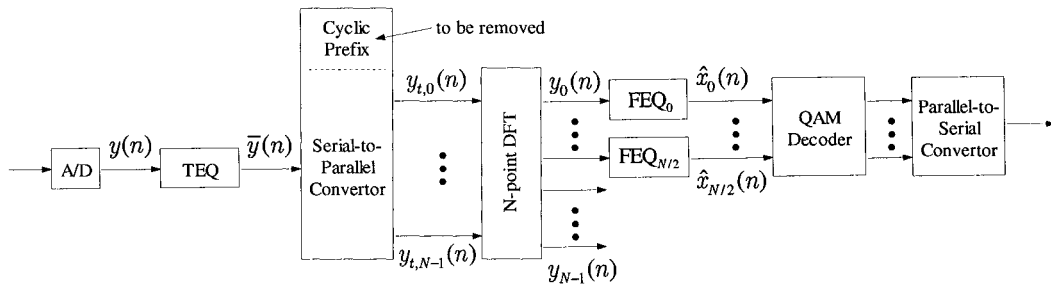 Cyclic
Prefix
to be removed
y_{t,0}(n)
y_0(n)
x̂_0(n)
FEQ_0
A/D
y(n)
TEQ
ȳ(n)
Serial-to-
Parallel
Convertor
N-point DFT
FEQ_{N/2}
x̂_{N/2}(n)
QAM
Decoder
Parallel-to-
Serial
Convertor
y_{t,N−1}(n)
y_{N−1}(n)